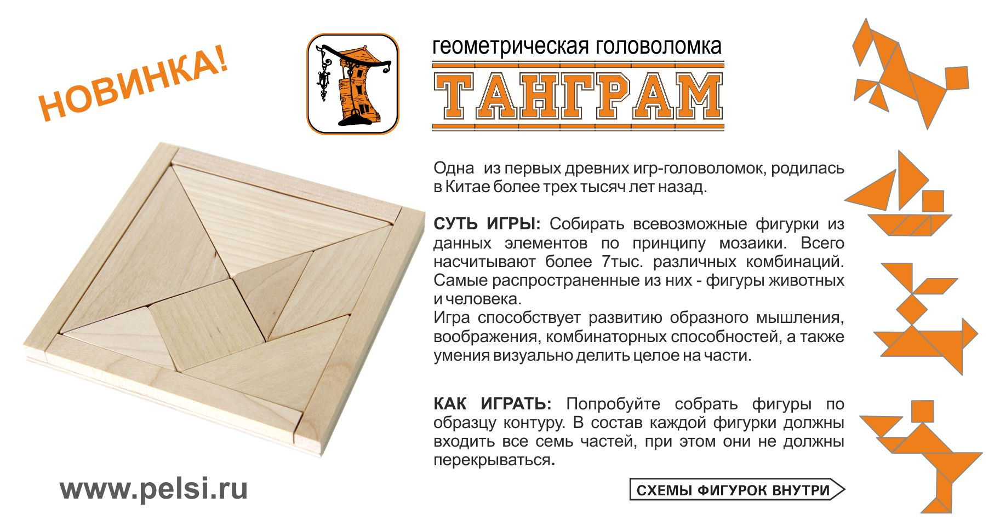 НОВИНКА!
геометрическая головоломка
ТАНГРАМ
Одна из первых древних игр-головоломок, родилась
в Китае более трех тысяч лет назад.
СУТЬ ИГРЫ: Собирать всевозможные фигурки из
данных элементов по принципу мозаики. Всего
насчитывают более 7тыс. различных комбинаций.
Самые распространенные из них - фигуры животных
и человека.
Игра способствует развитию образного мышления,
воображения, комбинаторных способностей, а также
умения визуально делить целое на части.
КАК ИГРАТЬ: Попробуйте собрать фигуры по
образцу контуру. В состав каждой фигурки должны
входить все семь частей, при этом они не должны
перекрываться.
www.pelsi.ru
СХЕМЫ ФИГУРОК ВНУТРИ